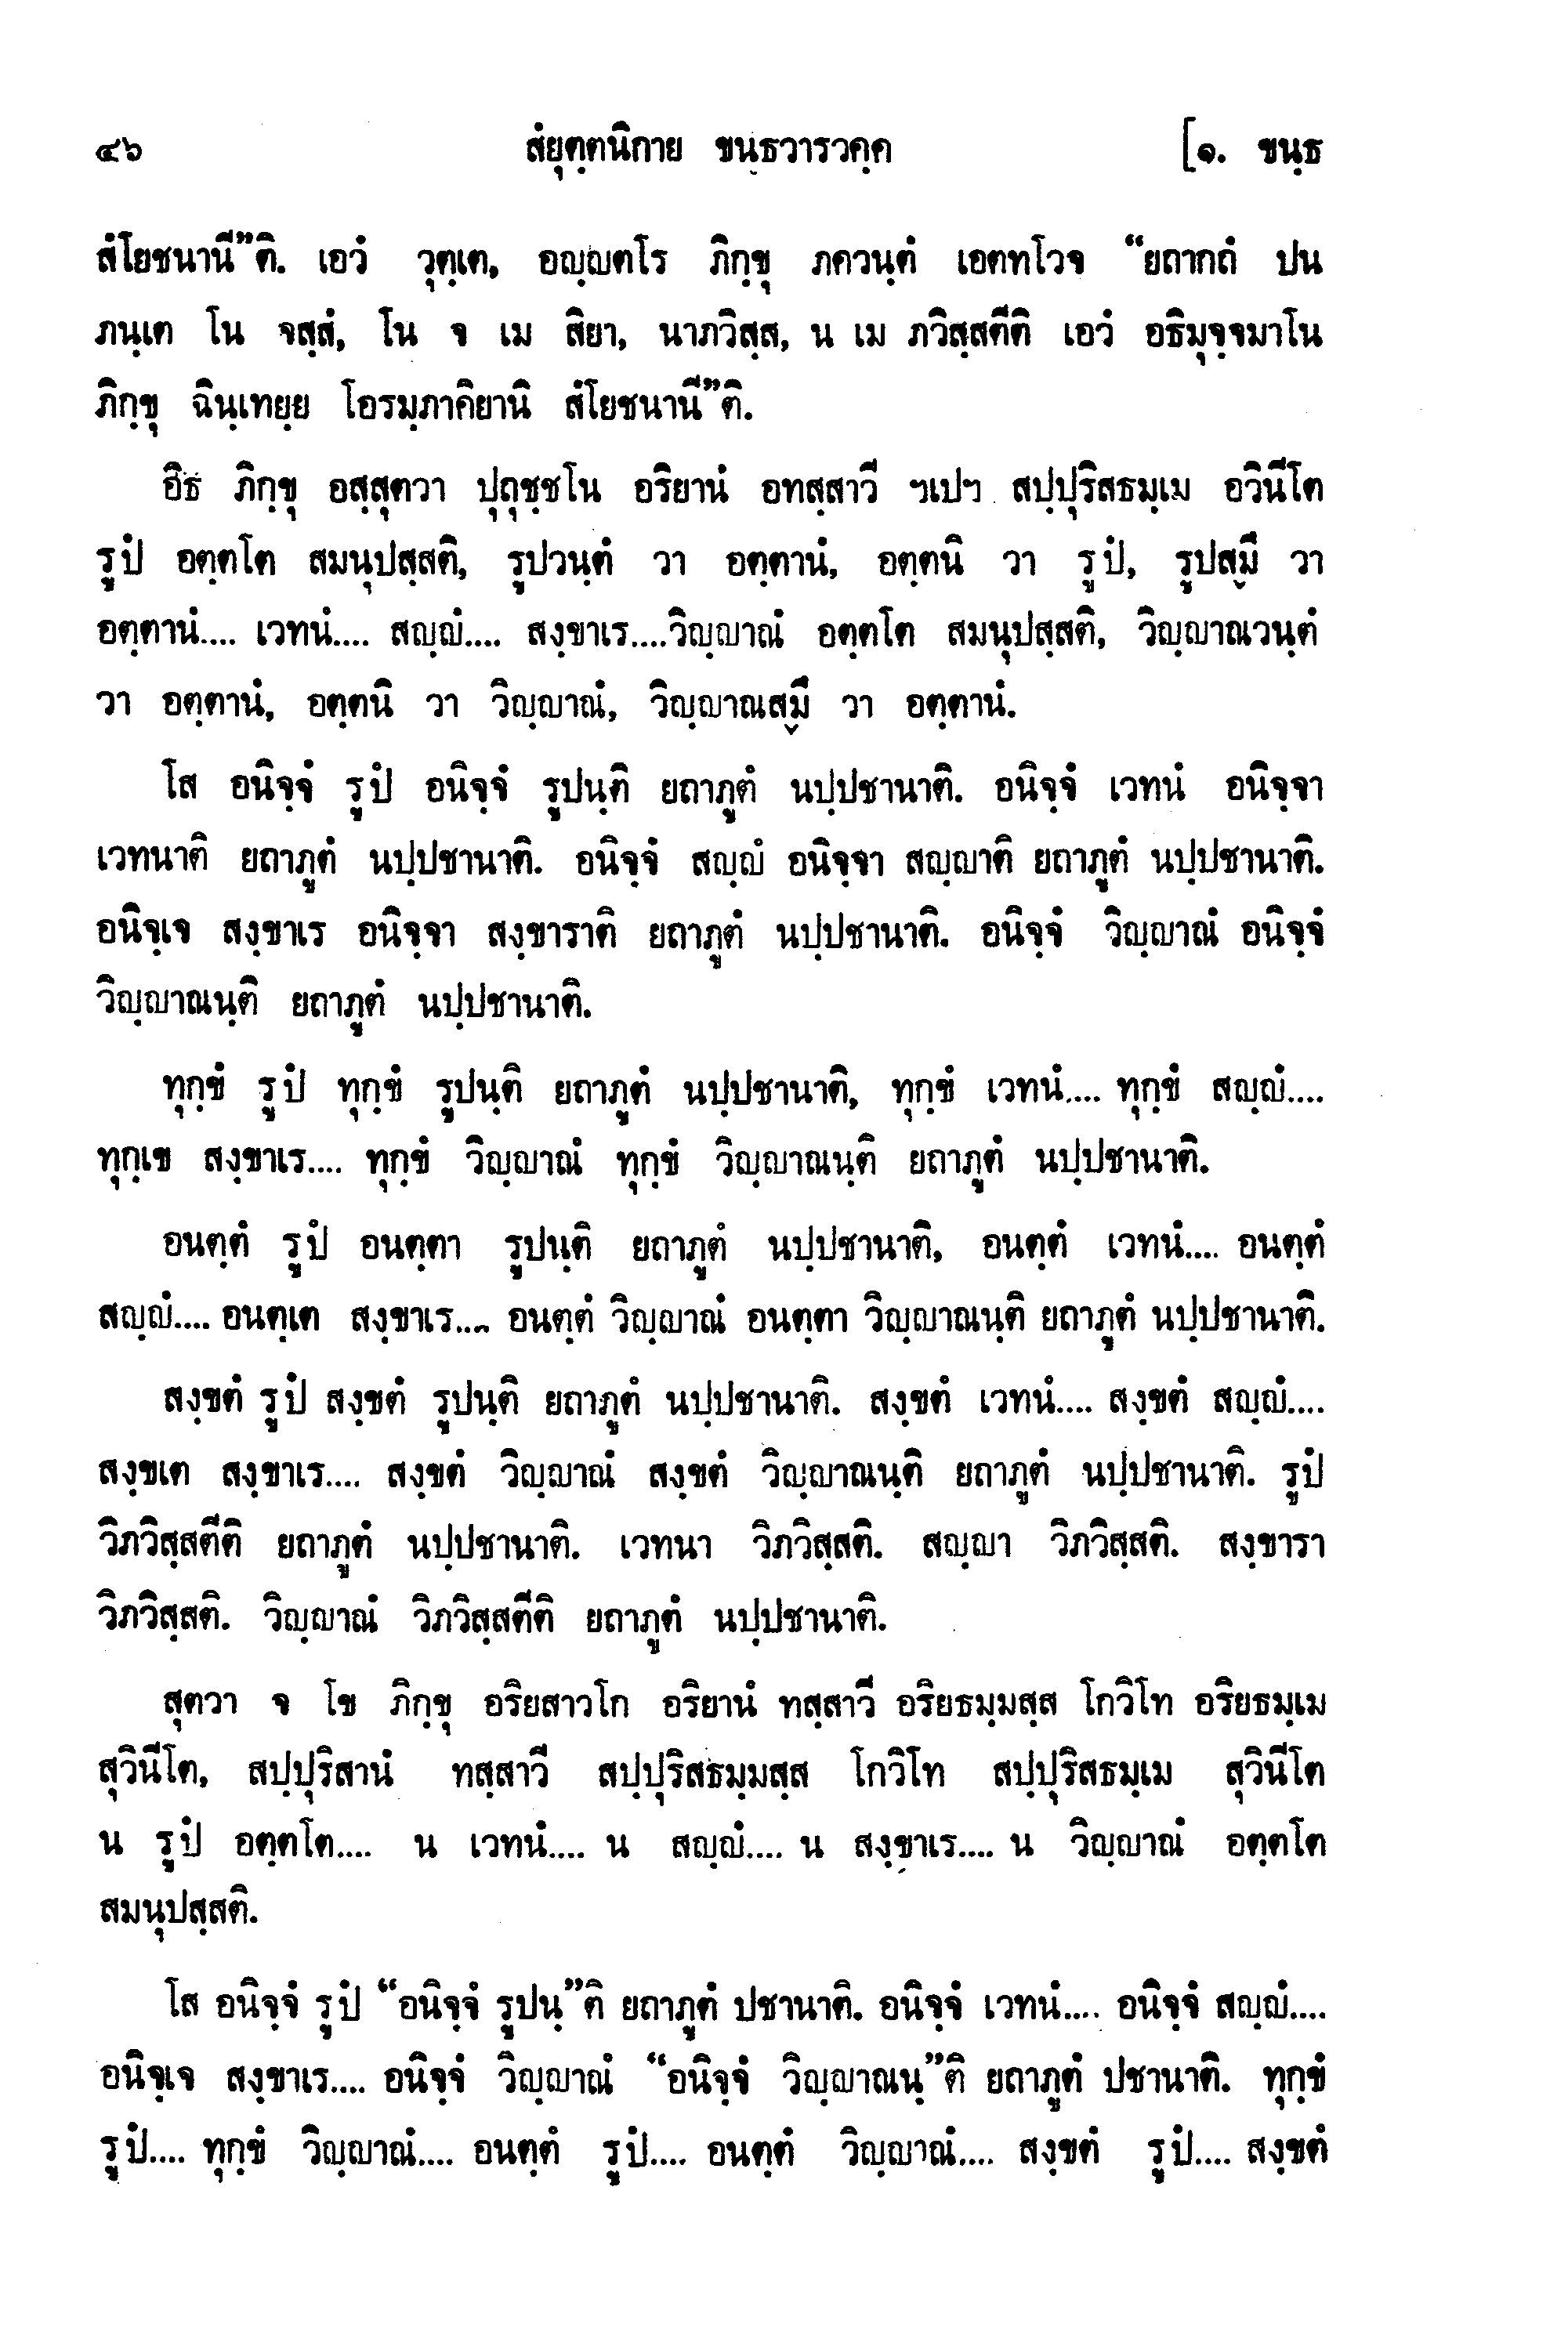 ๔๖ สํยุตฺตนิกาย ขนฺธวารวคฺค [๑. ขนฺธ
สํโยชนานี”ติ. เอวํ วุตฺเต, อญฺญตโร ภิกฺขุ ภควนฺตํ เอตทโวจ “ยถากถํ ปน
ภนฺเต โน จสฺสํ, โน จ เม สิยา, นาภวิสฺส, น เม ภวิสฺสตีติ เอวํ อธิมุจฺจมาโน
ภิกฺขุ ฉินฺเทยฺย โอรมฺภาคิยานิ สํโยชนานี”ติ.
อิธ ภิกฺขุ อสฺสุตวา ปุถุชฺชโน อริยานํ อทสฺสาวี ฯเปฯ สปฺปุริสธมฺเม อวินีโต
รูปํ อตฺตโต สมนุปสฺสติ, รูปวนฺตํ วา อตฺตานํ, อตฺตนิ วา รูปํ, รูปสฺมึ วา
อตฺตานํ.... เวทนํ.... สญฺญํ.... สงฺขาเร....วิญฺญาณํ อตฺตโต สมนุปสฺสติ, วิญฺญาณวนฺตํ
วา อตฺตานํ, อตฺตนิ วา วิญฺญาณํ, วิญฺญาณสฺมึ วา อตฺตานํ.
โส อนิจฺจํ รูปํ อนิจฺจํ รูปนฺติ ยถาภูตํ นปฺปชานาติ. อนิจฺจํ เวทนํ อนิจฺจา
เวทนาติ ยถาภูตํ นปฺปชานาติ. อนิจฺจํ สญฺญํ อนิจฺจา สญฺญาติ ยถาภูตํ นปฺปชานาติ.
อนิจฺเจ สงฺขาเร อนิจฺจา สงฺขาราติ ยถาภูตํ นปฺปชานาติ. อนิจฺจํ วิญฺญาณํ อนิจฺจํ
วิญฺญาณนฺติ ยถาภูตํ นปฺปชานาติ.
ทุกฺขํ รูปํ ทุกฺขํ รูปนฺติ ยถาภูตํ นปฺปชานาติ, ทุกฺขํ เวทนํ.... ทุกฺขํ สญฺญํ....
ทุกฺเข สงฺขาเร.... ทุกฺขํ วิญฺญาณํ ทุกฺขํ วิญฺญาณนฺติ ยถาภูตํ นปฺปชานาติ.
อนตฺตํ รูปํ อนตฺตา รูปนฺติ ยถาภูตํ นปฺปชานาติ, อนตฺตํ เวทนํ.... อนตฺตํ
สญฺญํ.... อนตฺเต สงฺขาเร.... อนตฺตํ วิญฺญาณํ อนตฺตา วิญฺญาณนฺติ ยถาภูตํ นปฺปชานาติ.
สงฺขตํ รูปํ สงฺขตํ รูปนฺติ ยถาภูตํ นปฺปชานาติ. สงฺขตํ เวทนํ.... สงฺขตํ สญฺญํ....
สงฺขเต สงฺขาเร.... สงฺขตํ วิญฺญาณํ สงฺขตํ วิญฺญาณนฺติ ยถาภูตํ นปฺปชานาติ. รูปํ
วิภวิสฺสตีติ ยถาภูตํ นปฺปชานาติ. เวทนา วิภวิสฺสติ. สญฺญา วิภวิสฺสติ. สงฺขารา
วิภวิสฺสติ. วิญฺญาณํ วิภวิสฺสตีติ ยถาภูตํ นปฺปชานาติ.
สุตวา จ โข ภิกฺขุ อริยสาวโก อริยานํ ทสฺสาวี อริยธมฺมสฺส โกวิโท อริยธมฺเม
สุวินีโต, สปฺปุริสานํ ทสฺสาวี สปฺปุริสธมฺมสฺส โกวิโท สปฺปุริสธมฺเม สุวินีโต
น รูปํ อตฺตโต.... น เวทนํ.... น สญฺญํ.... น สงฺขาเร.... น วิญฺญาณํ อตฺตโต
สมนุปสฺสติ.
โส อนิจฺจํ รูปํ “อนิจฺจํ รูปนฺ”ติ ยถาภูตํ ปชานาติ. อนิจฺจํ เวทนํ.... อนิจฺจํ สญฺญํ....
อนิจฺเจ สงฺขาเร.... อนิจฺจํ วิญฺญาณํ “อนิจฺจํ วิญฺญาณนฺ”ติ ยถาภูตํ ปชานาติ. ทุกฺขํ
รูปํ.... ทุกฺขํ วิญฺญาณํ.... อนตฺตํ รูปํ.... อนตฺตํ วิญฺญาณํ.... สงฺขตํ รูปํ.... สงฺขตํ